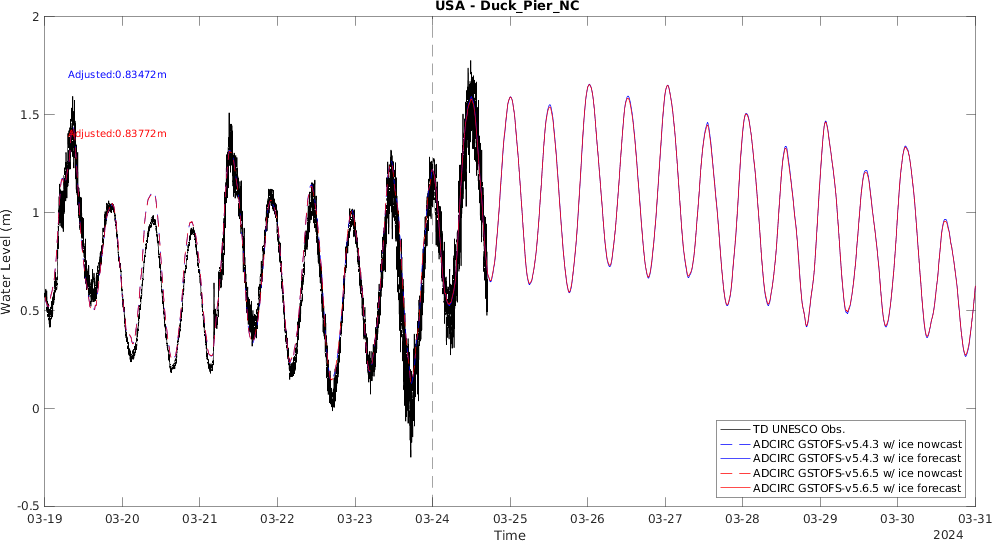 USA - Duck_Pier_NC
2
1.5
1
0.5
0
-0.5
Water Level (m)
Adjusted:0.83472m
Adjusted:0.83772m
TD UNESCO Obs.
ADCIRC GSTOFS-v5.4.3 w/ ice nowcast
ADCIRC GSTOFS-v5.4.3 w/ ice forecast
ADCIRC GSTOFS-v5.6.5 w/ ice nowcast
ADCIRC GSTOFS-v5.6.5 w/ ice forecast
03-19 03-20 03-21 03-22 03-23 03-24 03-25 03-26 03-27 03-28 03-29 03-30 03-31
Time
2024